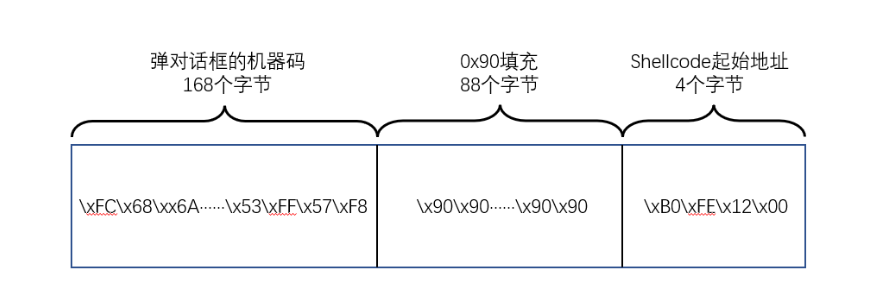 弹对话框的机器码
168个字节
0x90填充
88个字节
Shellcode起始地址
4个字节
\xFC\x68\xx6A……\x53\xFF\x57\xF8
\x90\x90……\x90\x90
\xB0\xFE\x12\x00